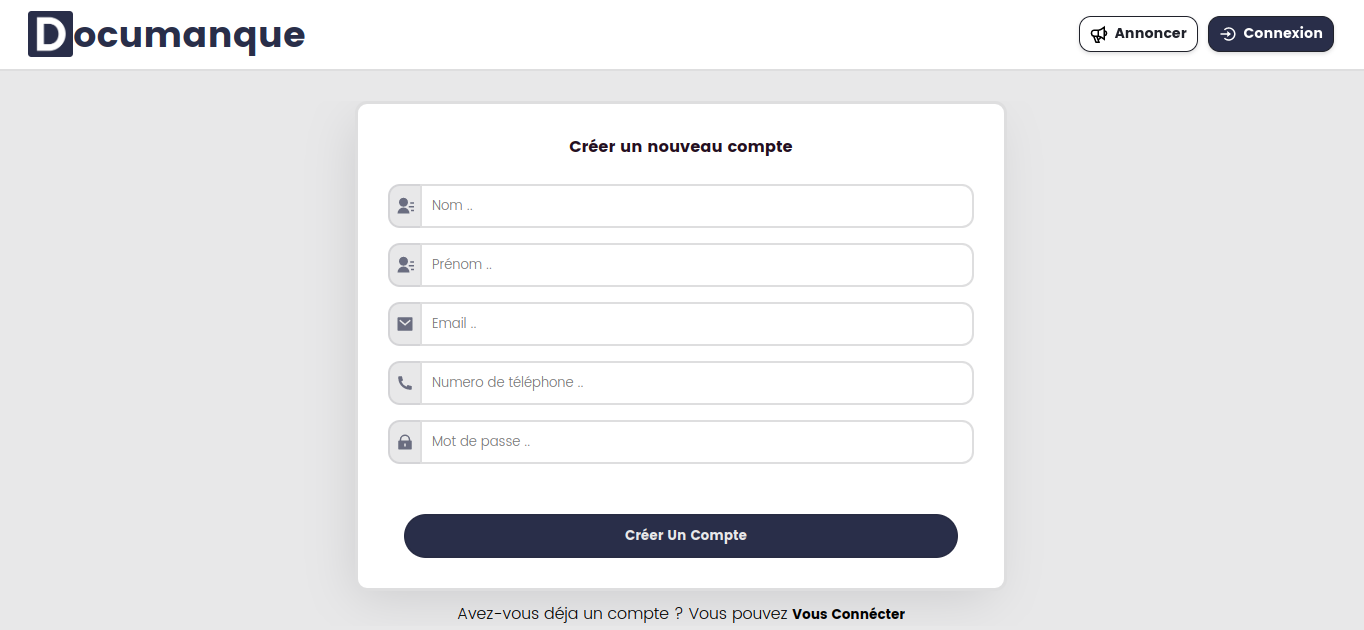 Documanque
Annoncer
Connexion
Créer un nouveau compte
Nom ..
Prénom ..
Email ..
Numero de téléphone ..
Mot de passe ..
Créer Un Compte
Avez-vous déja un compte ? Vous pouvez Vous Connécter